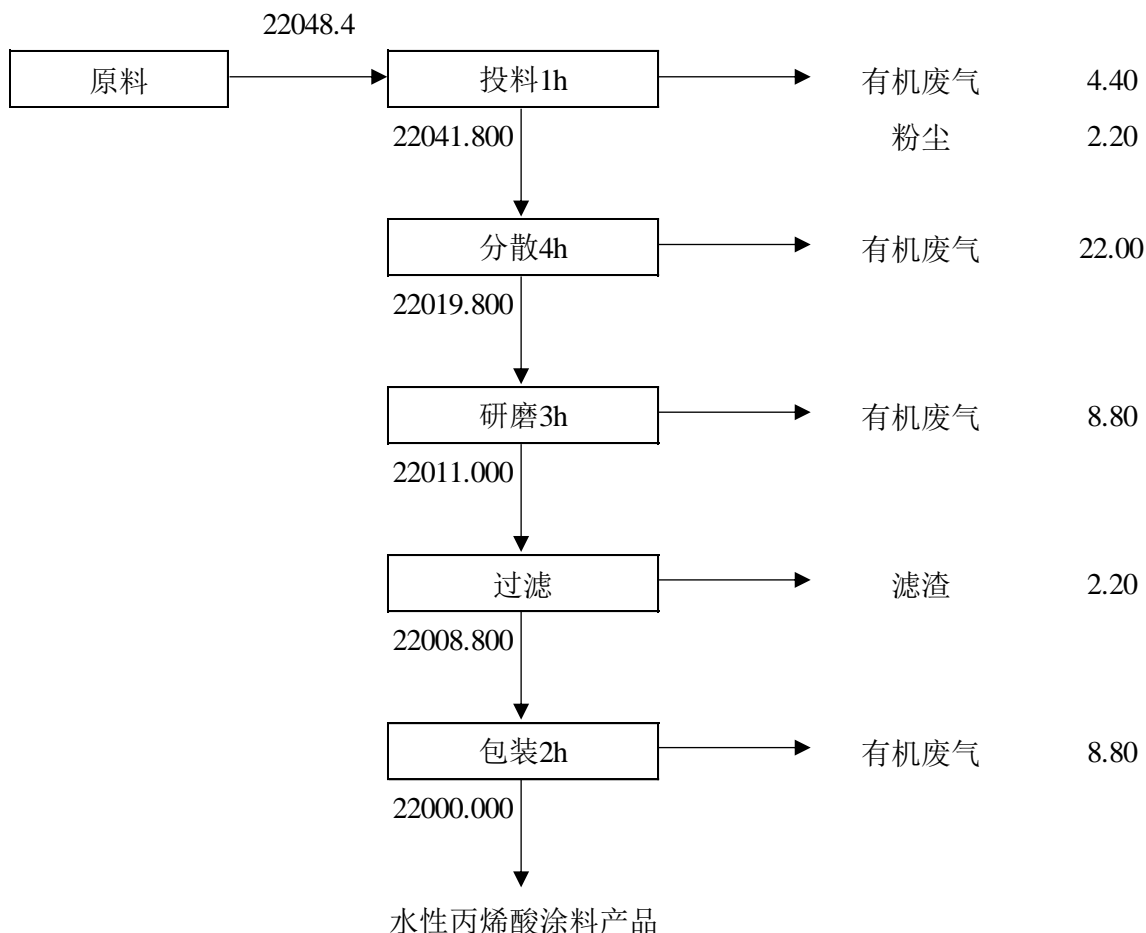 22048.4
原料
投料1h
有机废气 4.40
22041.800
粉尘 2.20
分散4h
有机废气 22.00
22019.800
研磨3h
有机废气 8.80
22011.000
过滤
滤渣 2.20
22008.800
包装2h
有机废气 8.80
22000.000
水性丙烯酸涂料产品